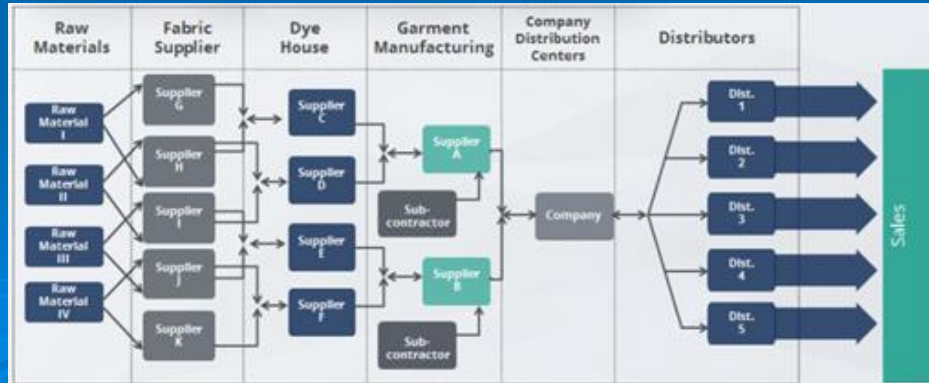 Raw
Materials
Fabric
Supplier
Dye
House
Garment
Manufacturing
Company
Distribution
Centers
Distributors
Raw
Material
I
Raw
Material
II
Raw
Material
III
Raw
Material
IV
Supplier
G
Supplier
H
Supplier
I
Supplier
J
Supplier
K
Supplier
C
Supplier
D
Supplier
E
Supplier
F
Supplier
A
Sub-
contractor
Supplier
B
Sub-
contractor
Company
Dist.
1
Dist.
2
Dist.
3
Dist.
4
Dist.
5
Sales